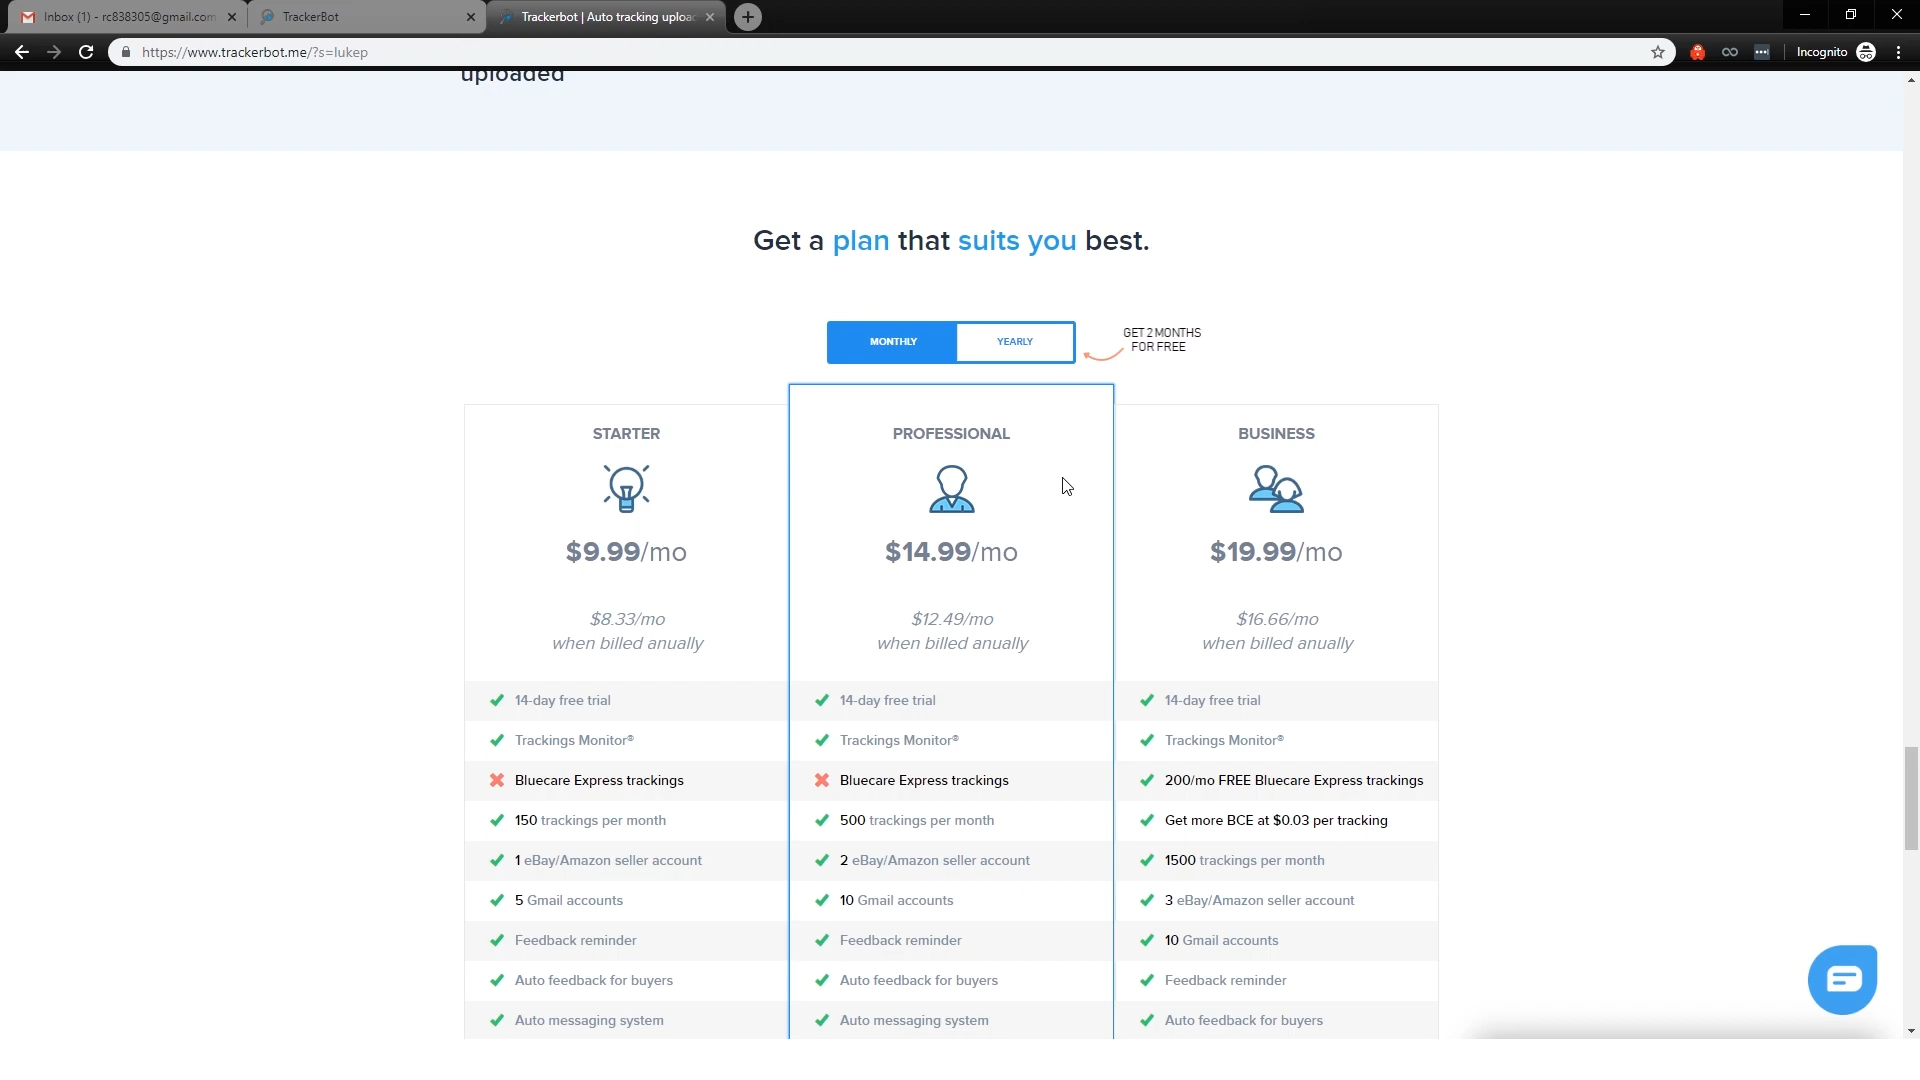 Inbox (1) - rc838305@gmail.com
TrackerBot
Trackerbot | Auto tracking uploa
https://www.trackerbot.me/?s=lukep
Incognito
uploaded
Get a plan that suits you best.
MONTHLY
YEARLY
GET 2 MONTHS
FOR FREE
STARTER
$9.99/mo
$8.33/mo
when billed anually
14-day free trial
Trackings Monitor®
Bluecare Express trackings
150 trackings per month
1 eBay/Amazon seller account
5 Gmail accounts
Feedback reminder
Auto feedback for buyers
Auto messaging system
PROFESSIONAL
$14.99/mo
$12.49/mo
when billed anually
14-day free trial
Trackings Monitor®
Bluecare Express trackings
500 trackings per month
2 eBay/Amazon seller account
10 Gmail accounts
Feedback reminder
Auto feedback for buyers
Auto messaging system
BUSINESS
$19.99/mo
$16.66/mo
when billed anually
14-day free trial
Trackings Monitor®
200/mo FREE Bluecare Express trackings
Get more BCE at $0.03 per tracking
1500 trackings per month
3 eBay/Amazon seller account
10 Gmail accounts
Feedback reminder
Auto feedback for buyers